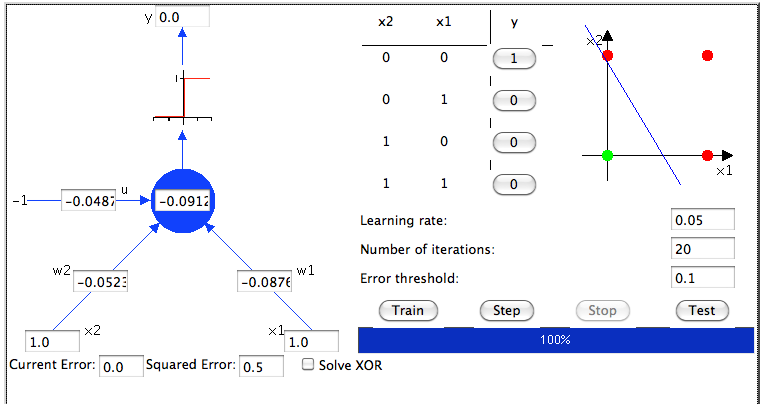 y 0.0
-1 -0.0487 u -0.0912
w2 -0.0523 -0.0876 w1
1.0 x2 x1 1.0
Current Error: 0.0 Squared Error: 0.5 Solve XOR
x2 x1 y
0 0 1
0 1 0
1 0 0
1 1 0
x2
x1
Learning rate: 0.05
Number of iterations: 20
Error threshold: 0.1
Train Step Stop Test
100%